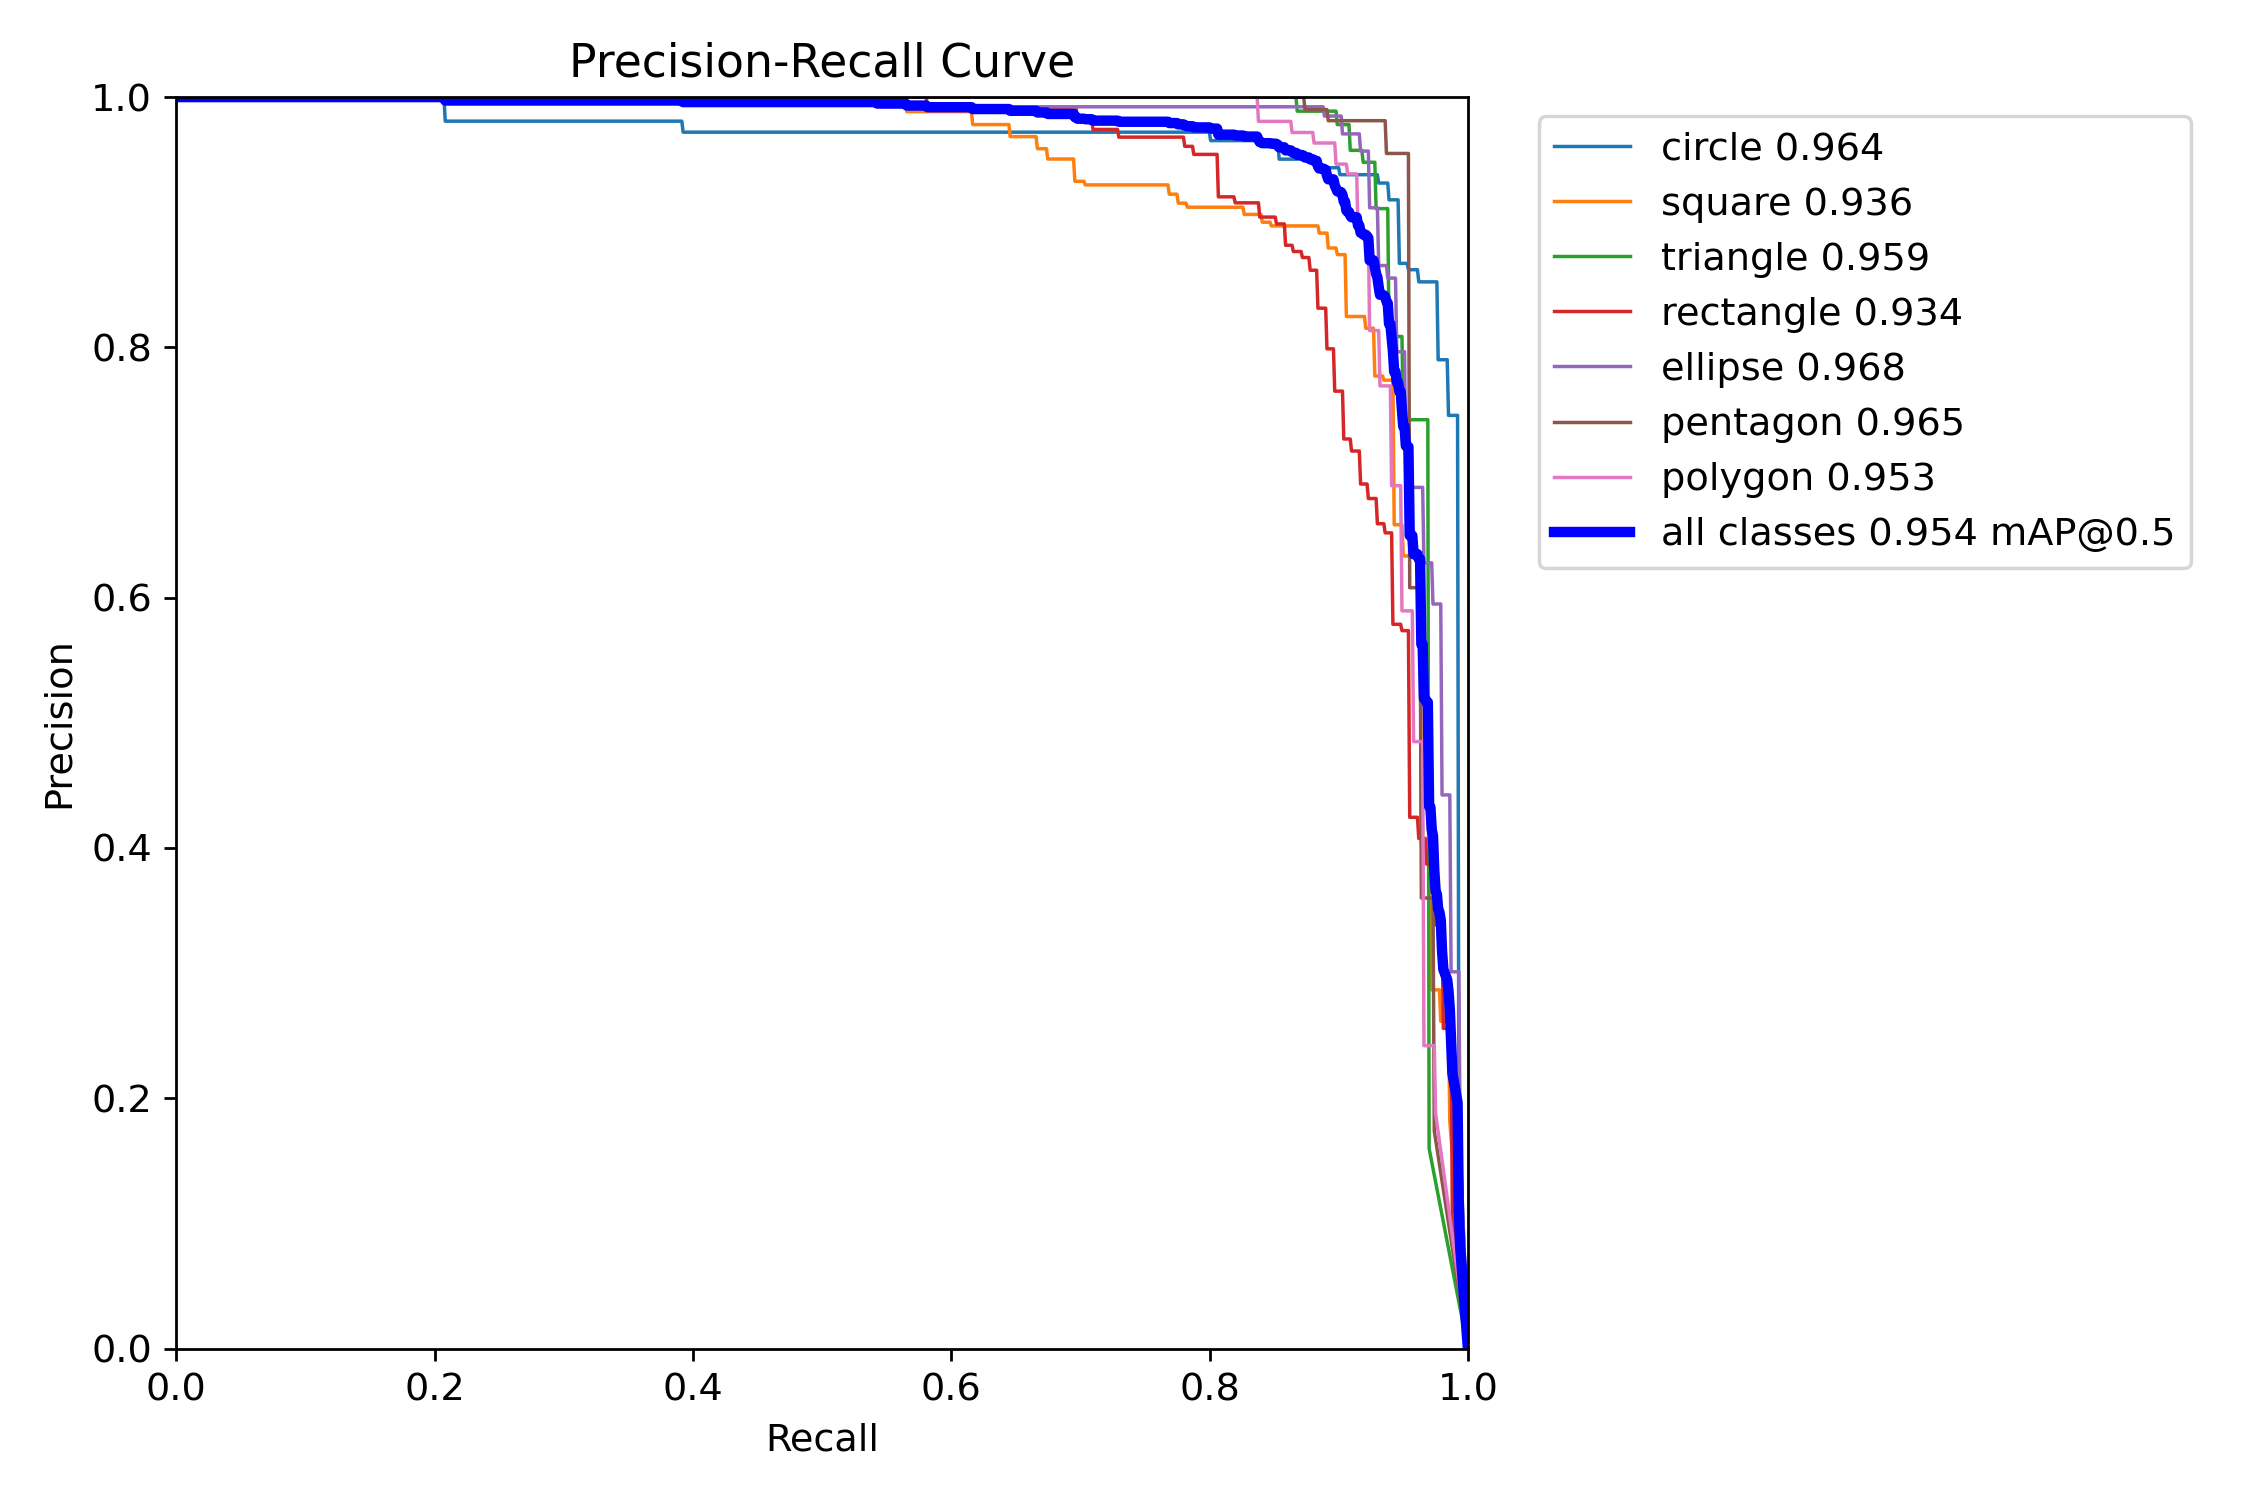 Precision-Recall Curve
1.0
0.8
0.6
0.4
0.2
0.0
Precision
0.0 0.2 0.4 0.6 0.8 1.0
Recall
circle 0.964
square 0.936
triangle 0.959
rectangle 0.934
ellipse 0.968
pentagon 0.965
polygon 0.953
all classes 0.954 mAP@0.5